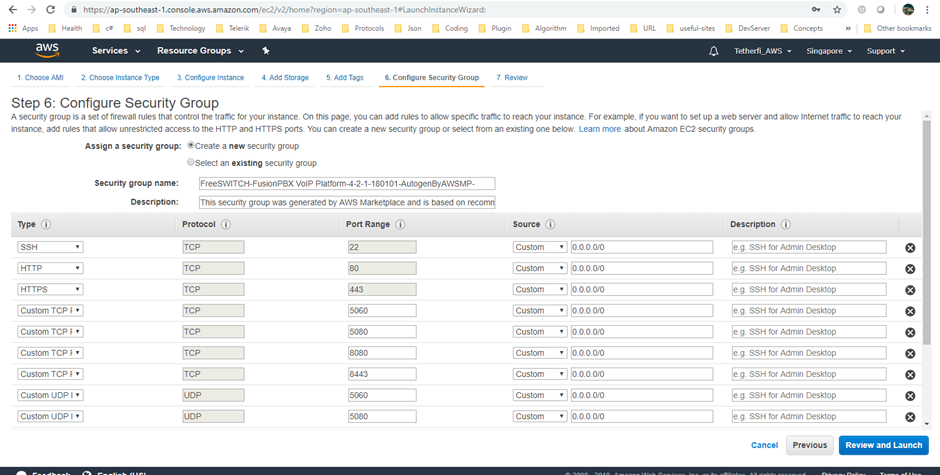 https://ap-southeast-1.console.aws.amazon.com/ec2/v2/home?region=ap-southeast-1#LaunchInstanceWizard:
Apps Health c# sql Technology Telerik Avaya Zoho Protocols Json Coding Plugin Algorithm Imported URL useful-sites DevServer Concepts » Other bookmarks
aws Services Resource Groups Tetherfi_AWS Singapore Support
1. Choose AMI 2. Choose Instance Type 3. Configure Instance 4. Add Storage 5. Add Tags 6. Configure Security Group 7. Review
Step 6: Configure Security Group
A security group is a set of firewall rules that control the traffic for your instance. On this page, you can add rules to allow specific traffic to reach your instance. For example, if you want to set up a web server and allow Internet traffic to reach your
instance, add rules that allow unrestricted access to the HTTP and HTTPS ports. You can create a new security group or select from an existing one below. Learn more about Amazon EC2 security groups.
Assign a security group: Create a new security group
Select an existing security group
Security group name: FreeSWITCH-FusionPBX VoIP Platform-4-2-1-180101-AutogenByAWSMP-
Description: This security group was generated by AWS Marketplace and is based on recomm
Type Protocol Port Range Source Description
SSH TCP 22 Custom 0.0.0.0/0 e.g. SSH for Admin Desktop
HTTP TCP 80 Custom 0.0.0.0/0 e.g. SSH for Admin Desktop
HTTPS TCP 443 Custom 0.0.0.0/0 e.g. SSH for Admin Desktop
Custom TCP F TCP 5060 Custom 0.0.0.0/0 e.g. SSH for Admin Desktop
Custom TCP F TCP 5080 Custom 0.0.0.0/0 e.g. SSH for Admin Desktop
Custom TCP F TCP 8080 Custom 0.0.0.0/0 e.g. SSH for Admin Desktop
Custom TCP F TCP 8443 Custom 0.0.0.0/0 e.g. SSH for Admin Desktop
Custom UDP I UDP 5060 Custom 0.0.0.0/0 e.g. SSH for Admin Desktop
Custom UDP I UDP 5080 Custom 0.0.0.0/0 e.g. SSH for Admin Desktop
Cancel Previous Review and Launch
Feedback English (US) Privacy Policy Terms of Use